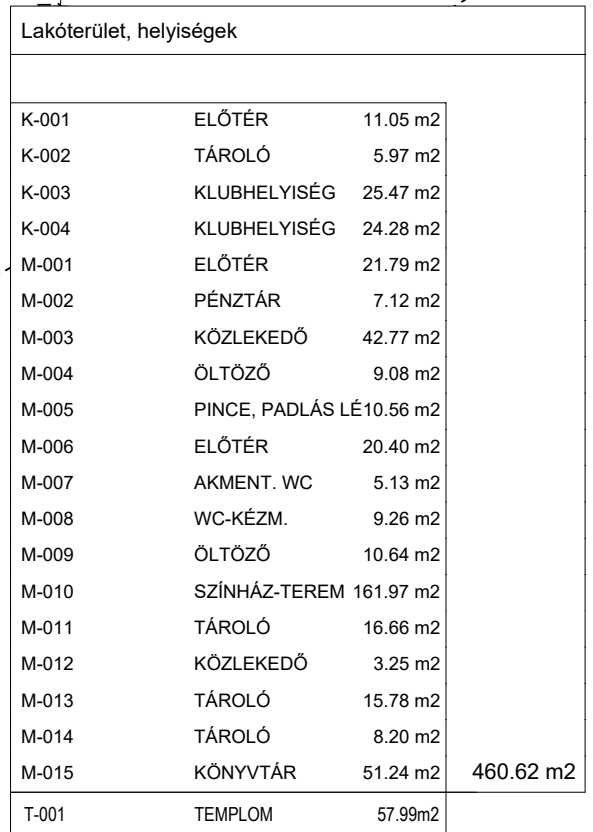 Lakóterület, helyiségek
K-001 ELŐTÉR 11.05 m2
K-002 TÁROLÓ 5.97 m2
K-003 KLUBHELYISÉG 25.47 m2
K-004 KLUBHELYISÉG 24.28 m2
M-001 ELŐTÉR 21.79 m2
M-002 PÉNZTÁR 7.12 m2
M-003 KÖZLEKEDŐ 42.77 m2
M-004 ÖLTÖZŐ 9.08 m2
M-005 PINCE, PADLÁS LÉ10.56 m2
M-006 ELŐTÉR 20.40 m2
M-007 AKMENT. WC 5.13 m2
M-008 WC-KÉZM. 9.26 m2
M-009 ÖLTÖZŐ 10.64 m2
M-010 SZÍNHÁZ-TEREM 161.97 m2
M-011 TÁROLÓ 16.66 m2
M-012 KÖZLEKEDŐ 3.25 m2
M-013 TÁROLÓ 15.78 m2
M-014 TÁROLÓ 8.20 m2
M-015 KÖNYVTÁR 51.24 m2 460.62 m2
T-001 TEMPLOM 57.99m2